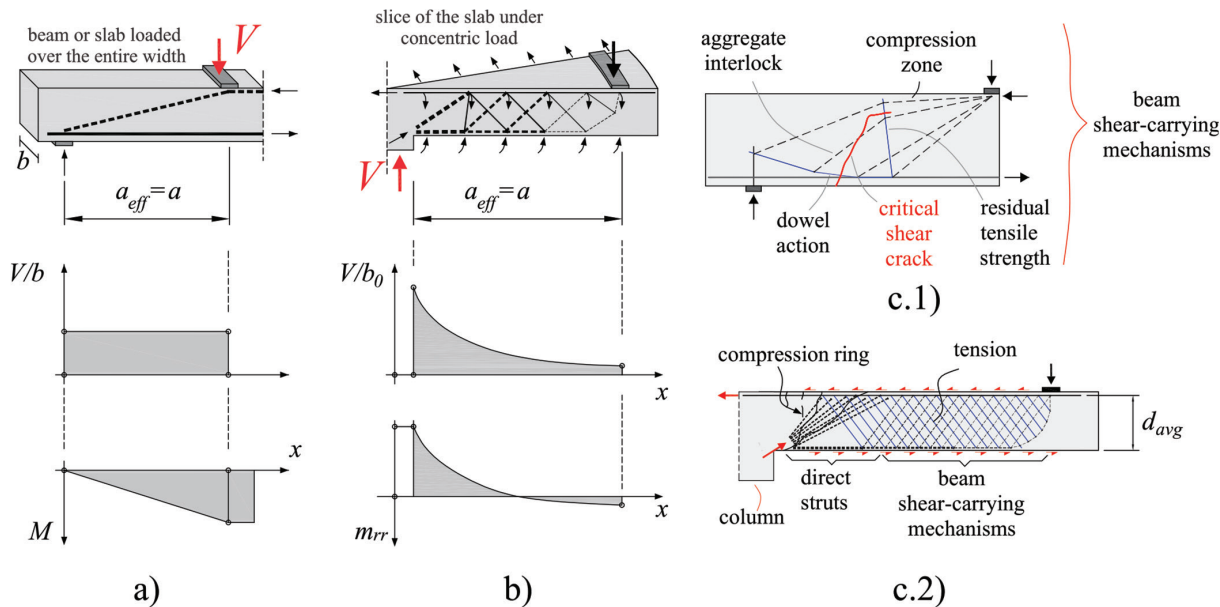 beam or slab loaded
over the entire width
V
b
a_eff=a
V/b
x
x
M
a)
slice of the slab under
concentric load
V
a_eff=a
V/b₀
x
x
m_rr
b)
aggregate
interlock
compression
zone
beam
shear-carrying
mechanisms
dowel
action
critical
shear
crack
residual
tensile
strength
c.1)
compression ring
tension
d_avg
direct
struts
beam
shear-carrying
mechanisms
column
c.2)